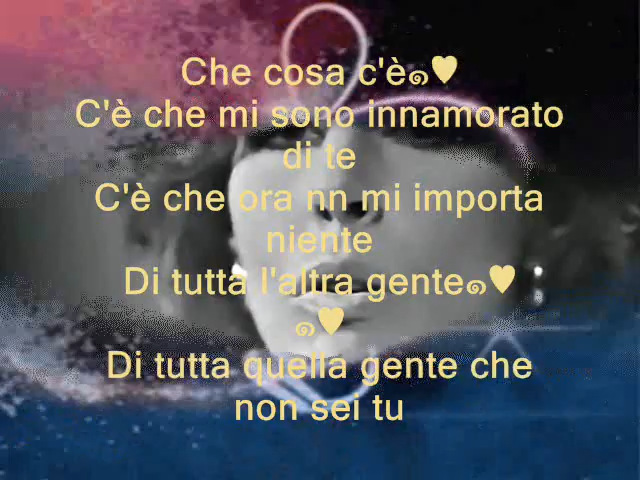 Che cosa c'è๑♥
C'è che mi sono innamorato
di te
C'è che ora nn mi importa
niente
Di tutta l'altra gente๑♥
๑♥
Di tutta quella gente che
non sei tu